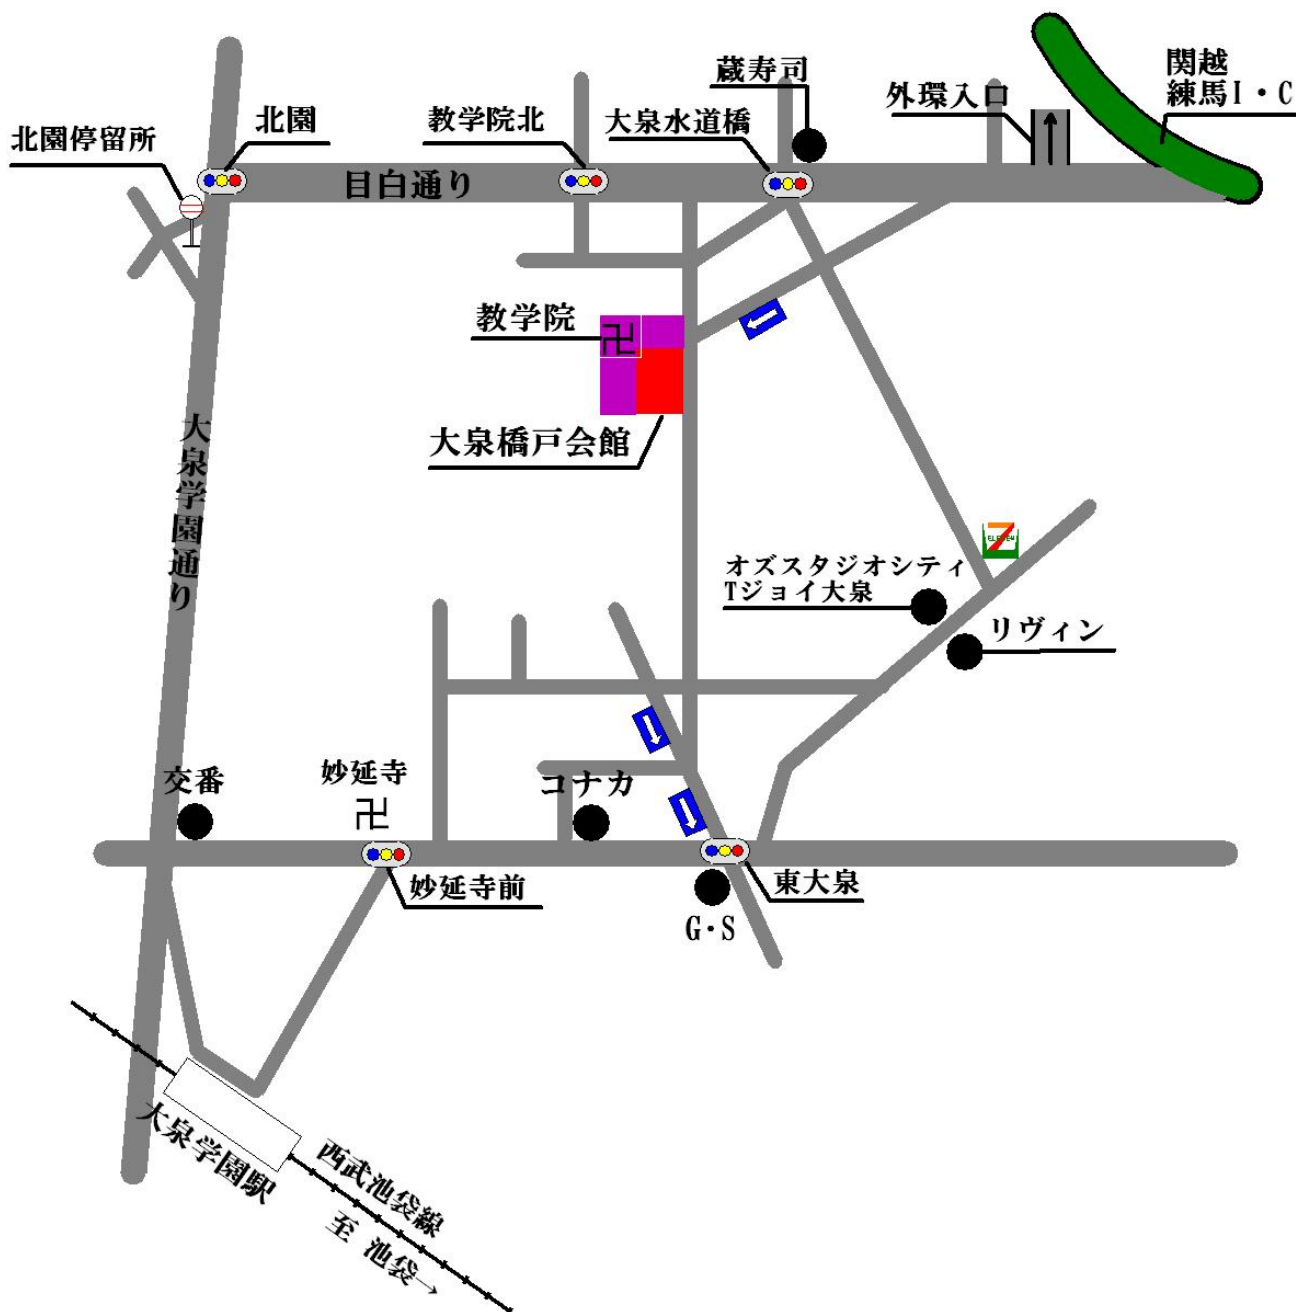 蔵寿司
関越
練馬I・C
外環入口
北園
教学院北
大泉水道橋
北園停留所
目白通り
教学院
大泉橋戸会館
大泉学園通り
ELEVEN
オズスタジオシティ
Tジョイ大泉
リヴィン
交番
妙延寺
コナカ
妙延寺前
東大泉
G・S
大泉学園駅
西武池袋線
至 池袋→